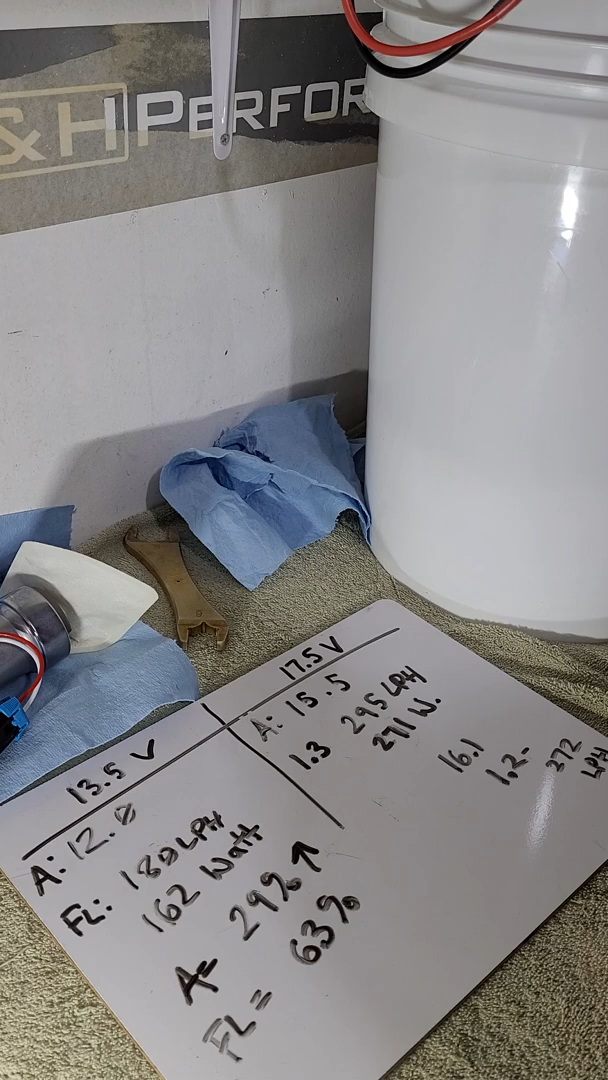 &H PERFOR
13.5 V
17.5 V
A: 12.0
FL: 180 LPH
162 Watt
A: 15.5
1.3 295 LPH
271 W.
16.1
1.2-
272
LPH
A= 29% ↑
FL= 63%